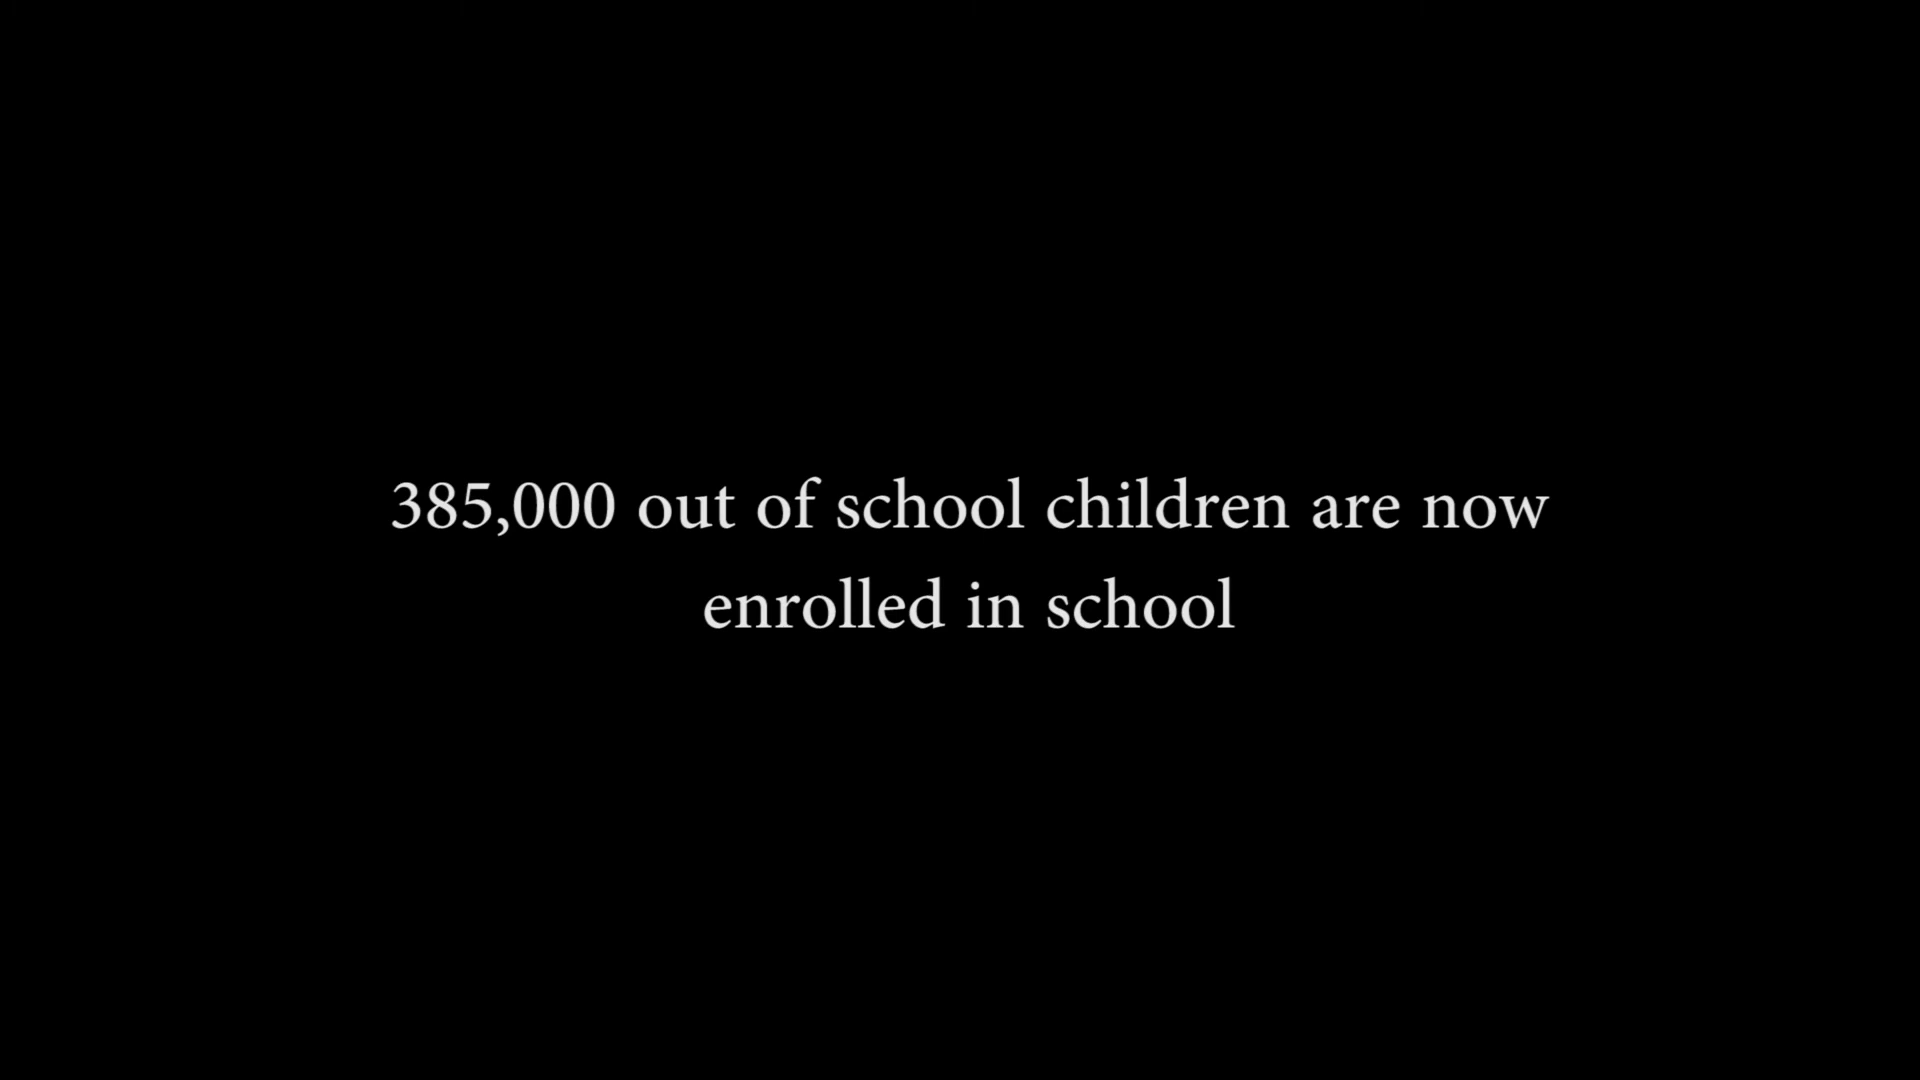 385,000 out of school children are now
enrolled in school